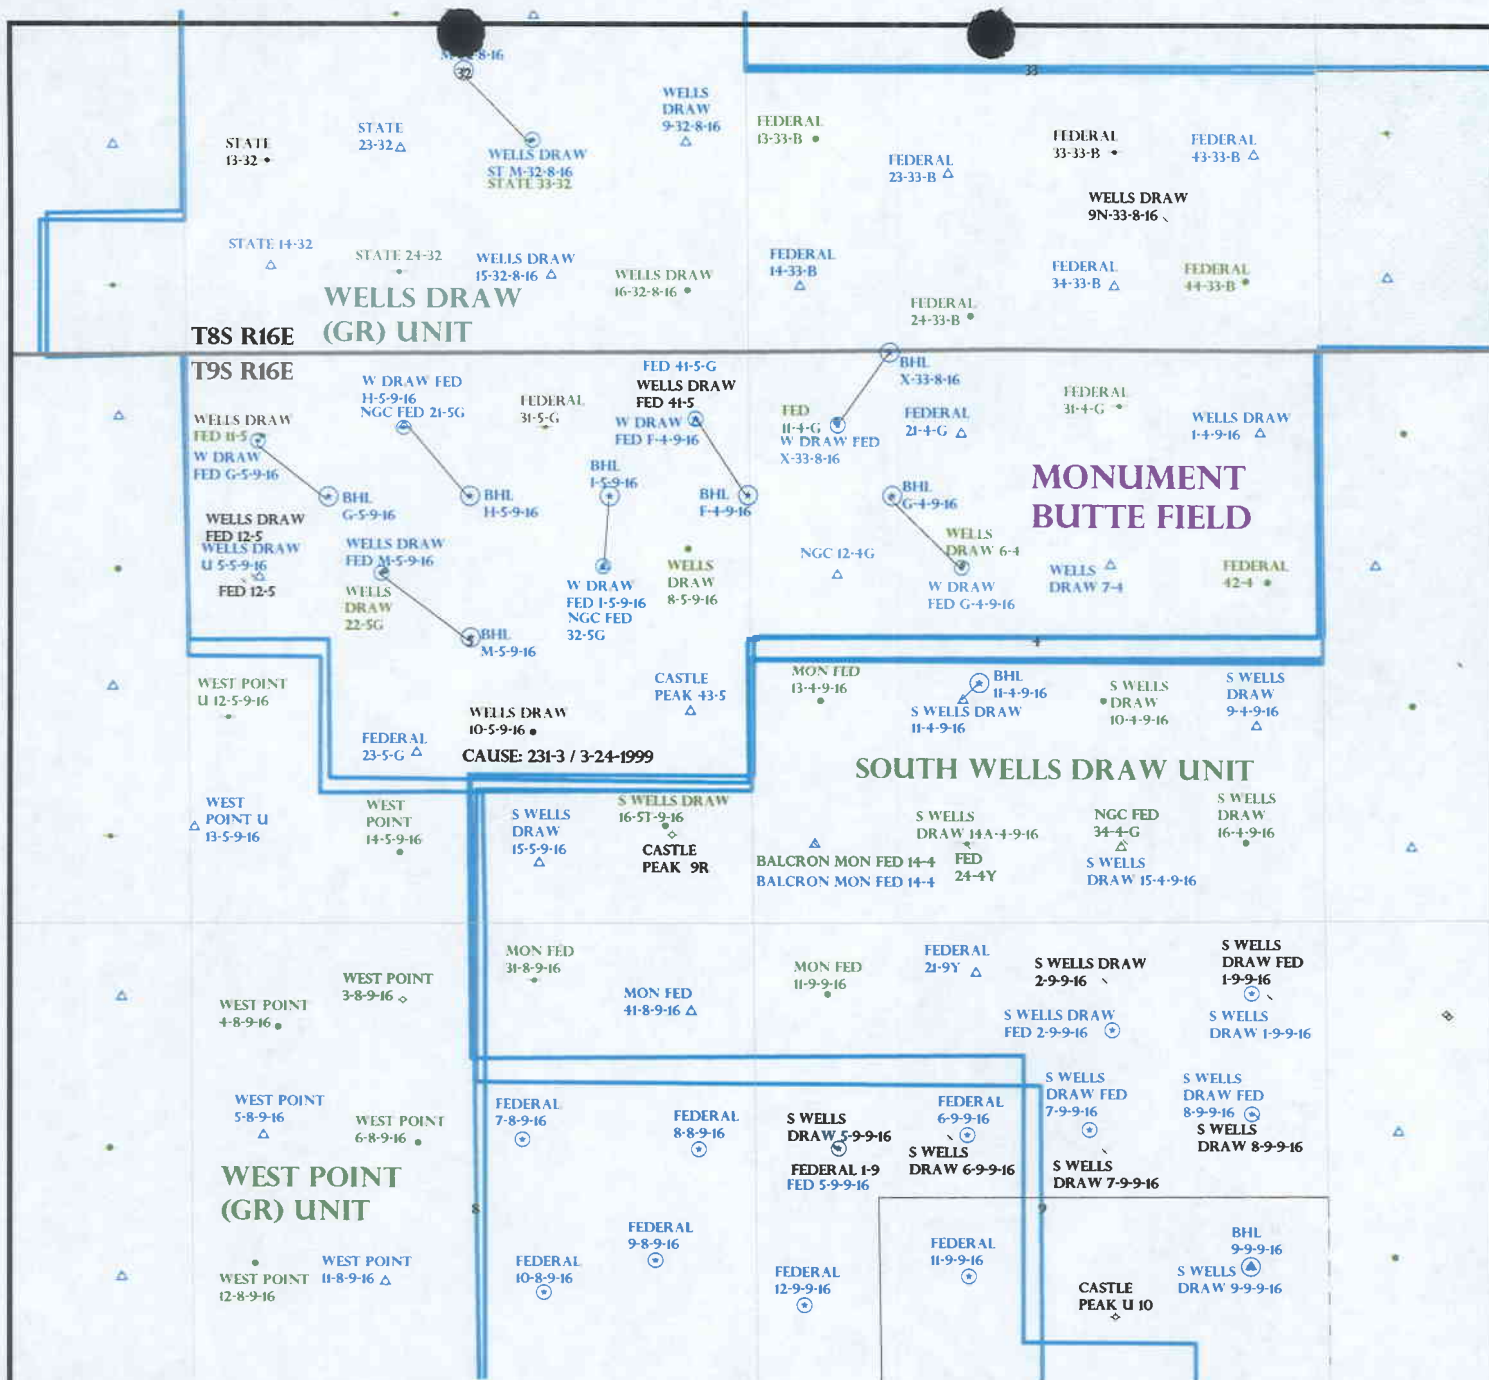 M-32-8-16
32
33
WELLS
DRAW
9-32-8-16
STATE
13-32
STATE
23-32
WELLS DRAW
ST M-32-8-16
STATE 33-32
FEDERAL
13-33-B
FEDERAL
23-33-B
FEDERAL
33-33-B
FEDERAL
43-33-B
WELLS DRAW
9N-33-8-16
STATE 14-32
STATE 24-32
WELLS DRAW
15-32-8-16
WELLS DRAW
16-32-8-16
FEDERAL
14-33-B
FEDERAL
24-33-B
FEDERAL
34-33-B
FEDERAL
44-33-B
WELLS DRAW
(GR) UNIT
T8S R16E
T9S R16E
W DRAW FED
H-5-9-16
NGC FED 21-5G
FEDERAL
31-5-G
FED 41-5-G
WELLS DRAW
FED 41-5
W DRAW
FED F-4-9-16
BHL
X-33-8-16
FED
11-4-G
W DRAW FED
X-33-8-16
FEDERAL
21-4-G
FEDERAL
31-4-G
WELLS DRAW
1-4-9-16
WELLS DRAW
FED 11-5
W DRAW
FED G-5-9-16
BHL
G-5-9-16
BHL
H-5-9-16
BHL
I-5-9-16
BHL
F-4-9-16
BHL
G-4-9-16
MONUMENT
BUTTE FIELD
WELLS DRAW
FED 12-5
WELLS DRAW
U 5-5-9-16
FED 12-5
WELLS DRAW
FED M-5-9-16
WELLS
DRAW
22-5G
W DRAW
FED I-5-9-16
NGC FED
32-5G
WELLS
DRAW
8-5-9-16
NGC 12-4G
WELLS
DRAW 6-4
W DRAW
FED G-4-9-16
WELLS
DRAW 7-4
FEDERAL
42-4
5
BHL
M-5-9-16
4
WEST POINT
U 12-5-9-16
CASTLE
PEAK 43-5
MON FED
13-4-9-16
BHL
11-4-9-16
S WELLS DRAW
11-4-9-16
S WELLS
DRAW
10-4-9-16
S WELLS
DRAW
9-4-9-16
WELLS DRAW
10-5-9-16
FEDERAL
23-5-G
CAUSE: 231-3 / 3-24-1999
SOUTH WELLS DRAW UNIT
WEST
POINT U
13-5-9-16
WEST
POINT
14-5-9-16
S WELLS
DRAW
15-5-9-16
S WELLS DRAW
16-5T-9-16
CASTLE
PEAK 9R
BALCRON MON FED 14-4
BALCRON MON FED 14-4
S WELLS
DRAW 14A-4-9-16
FED
24-4Y
NGC FED
34-4-G
S WELLS
DRAW 15-4-9-16
S WELLS
DRAW
16-4-9-16
WEST POINT
4-8-9-16
WEST POINT
3-8-9-16
MON FED
31-8-9-16
MON FED
41-8-9-16
MON FED
11-9-9-16
FEDERAL
21-9Y
S WELLS DRAW
2-9-9-16
S WELLS
DRAW FED
1-9-9-16
S WELLS DRAW
FED 2-9-9-16
S WELLS
DRAW 1-9-9-16
WEST POINT
5-8-9-16
WEST POINT
6-8-9-16
FEDERAL
7-8-9-16
FEDERAL
8-8-9-16
S WELLS
DRAW 5-9-9-16
FEDERAL 1-9
FED 5-9-9-16
FEDERAL
6-9-9-16
S WELLS
DRAW 6-9-9-16
S WELLS
DRAW FED
7-9-9-16
S WELLS
DRAW 7-9-9-16
S WELLS
DRAW FED
8-9-9-16
S WELLS
DRAW 8-9-9-16
WEST POINT
(GR) UNIT
8
9
WEST POINT
12-8-9-16
WEST POINT
11-8-9-16
FEDERAL
10-8-9-16
FEDERAL
9-8-9-16
FEDERAL
12-9-9-16
FEDERAL
11-9-9-16
CASTLE
PEAK U 10
BHL
9-9-9-16
S WELLS
DRAW 9-9-9-16